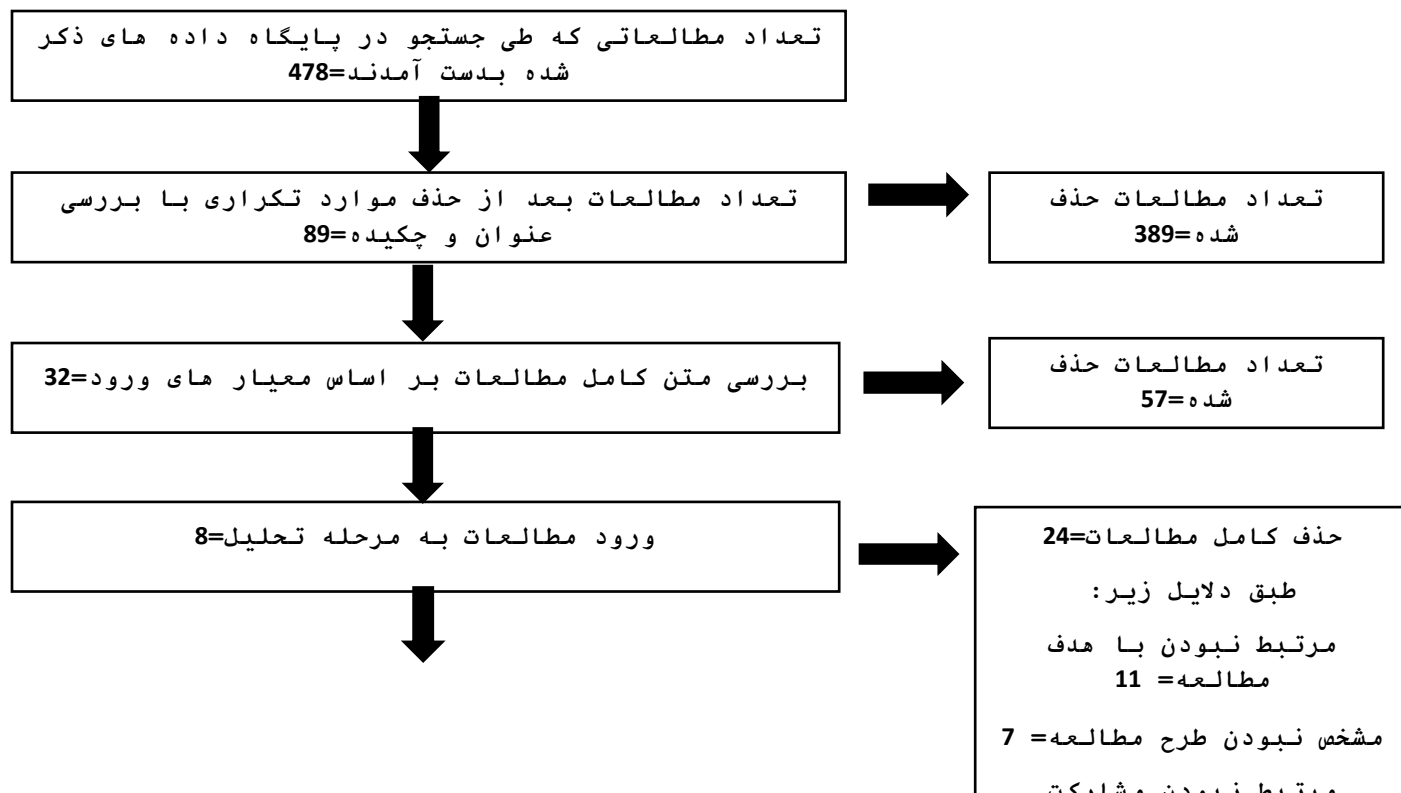 تعداد مطالعاتی که طی جستجو در پایگاه داده های ذکر
شده بدست آمدند=478
تعداد مطالعات بعد از حذف موارد تکراری با بررسی
عنوان و چکیده=89
تعداد مطالعات حذف
شده=389
بررسی متن کامل مطالعات بر اساس معیار های ورود=32
تعداد مطالعات حذف
شده=57
ورود مطالعات به مرحله تحلیل=8
حذف کامل مطالعات=24
طبق دلایل زیر:
مرتبط نبودن با هدف
مطالعه= 11
مشخص نبودن طرح مطالعه= 7
مرتبط نبودن مشارکت